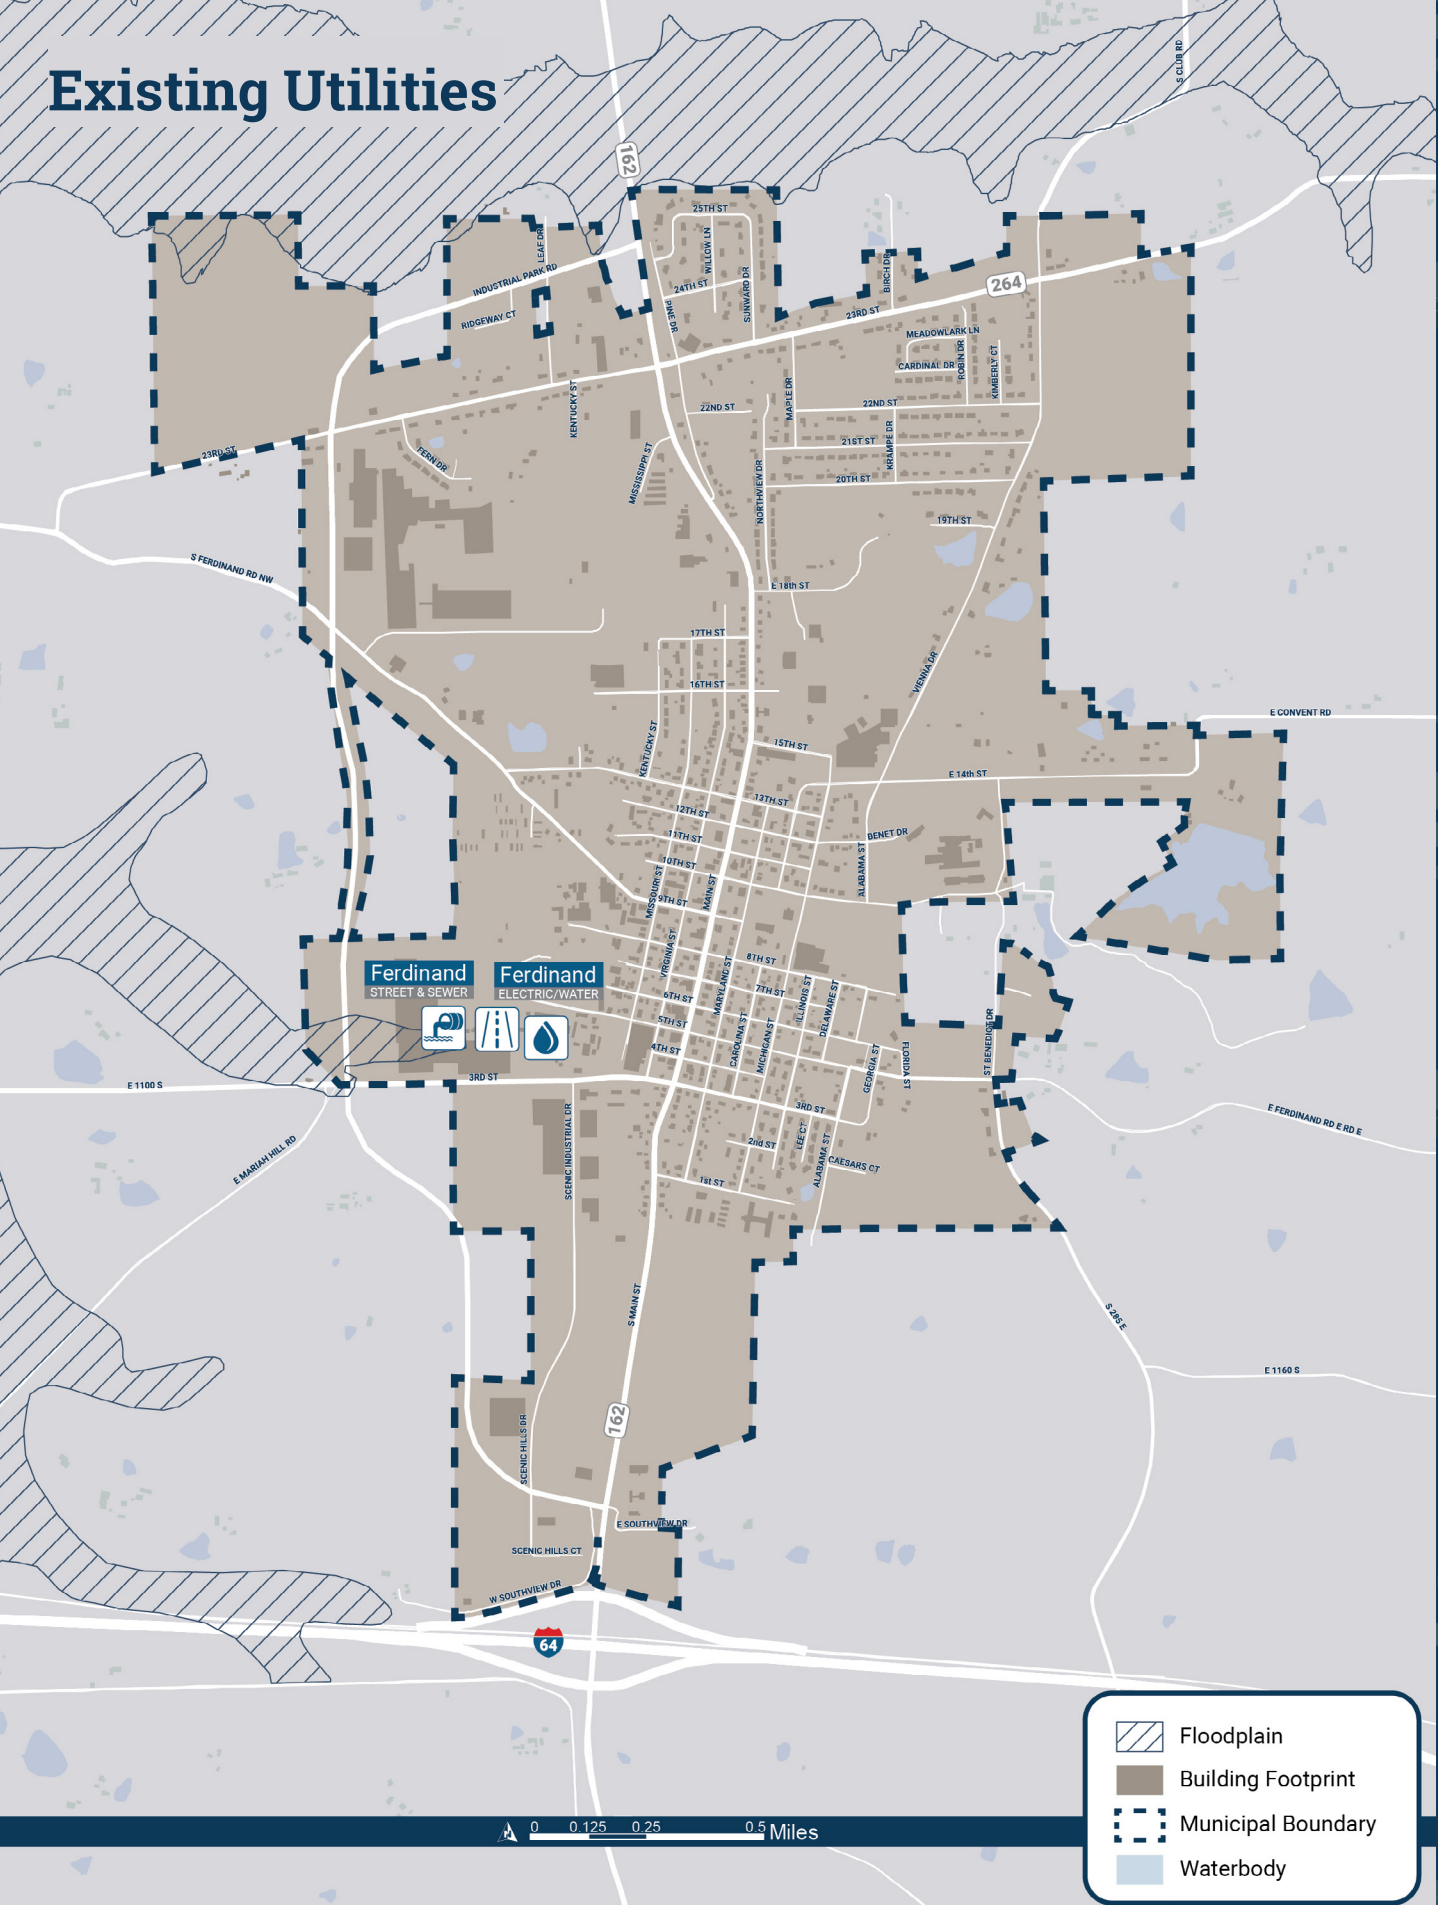 Existing Utilities
S CLUB RD
162
25TH ST
LEAF DR
WILLOW LN
BIRCH DR
INDUSTRIAL PARK RD
24TH ST
SUNWARD DR
264
RIDGEWAY CT
PINE DR
23RD ST
MEADOWLARK LN
ROBIN DR
KIMBERLY CT
CARDINAL DR
KENTUCKY ST
MAPLE DR
22ND ST
22ND ST
21ST ST
KRAMPE DR
23RD ST
FERN DR
MISSISSIPPI ST
NORTHVIEW DR
20TH ST
19TH ST
S FERDINAND RD NW
E 18th ST
17TH ST
VIENNA DR
16TH ST
E CONVENT RD
KENTUCKY ST
15TH ST
E 14th ST
13TH ST
12TH ST
11TH ST
BENET DR
10TH ST
ALABAMA ST
MISSOURI ST
MAIN ST
9TH ST
VIRGINIA ST
8TH ST
Ferdinand
STREET & SEWER
Ferdinand
ELECTRIC/WATER
MARYLAND ST
7TH ST
6TH ST
ILLINOIS ST
DELAWARE ST
5TH ST
CAROLINA ST
MICHIGAN ST
4TH ST
GEORGIA ST
FLORIDA ST
ST BENEDICT DR
E 1100 S
3RD ST
3RD ST
E FERDINAND RD E RD E
E MARIAH HILL RD
SCENIC INDUSTRIAL DR
2nd ST
LEE CT
ALABAMA ST
CAESARS CT
1st ST
S MAIN ST
S 285 E
E 1160 S
162
SCENIC HILLS DR
E SOUTHVIEW DR
SCENIC HILLS CT
W SOUTHVIEW DR
64
Floodplain
Building Footprint
Municipal Boundary
Waterbody
0 0.125 0.25 0.5 Miles